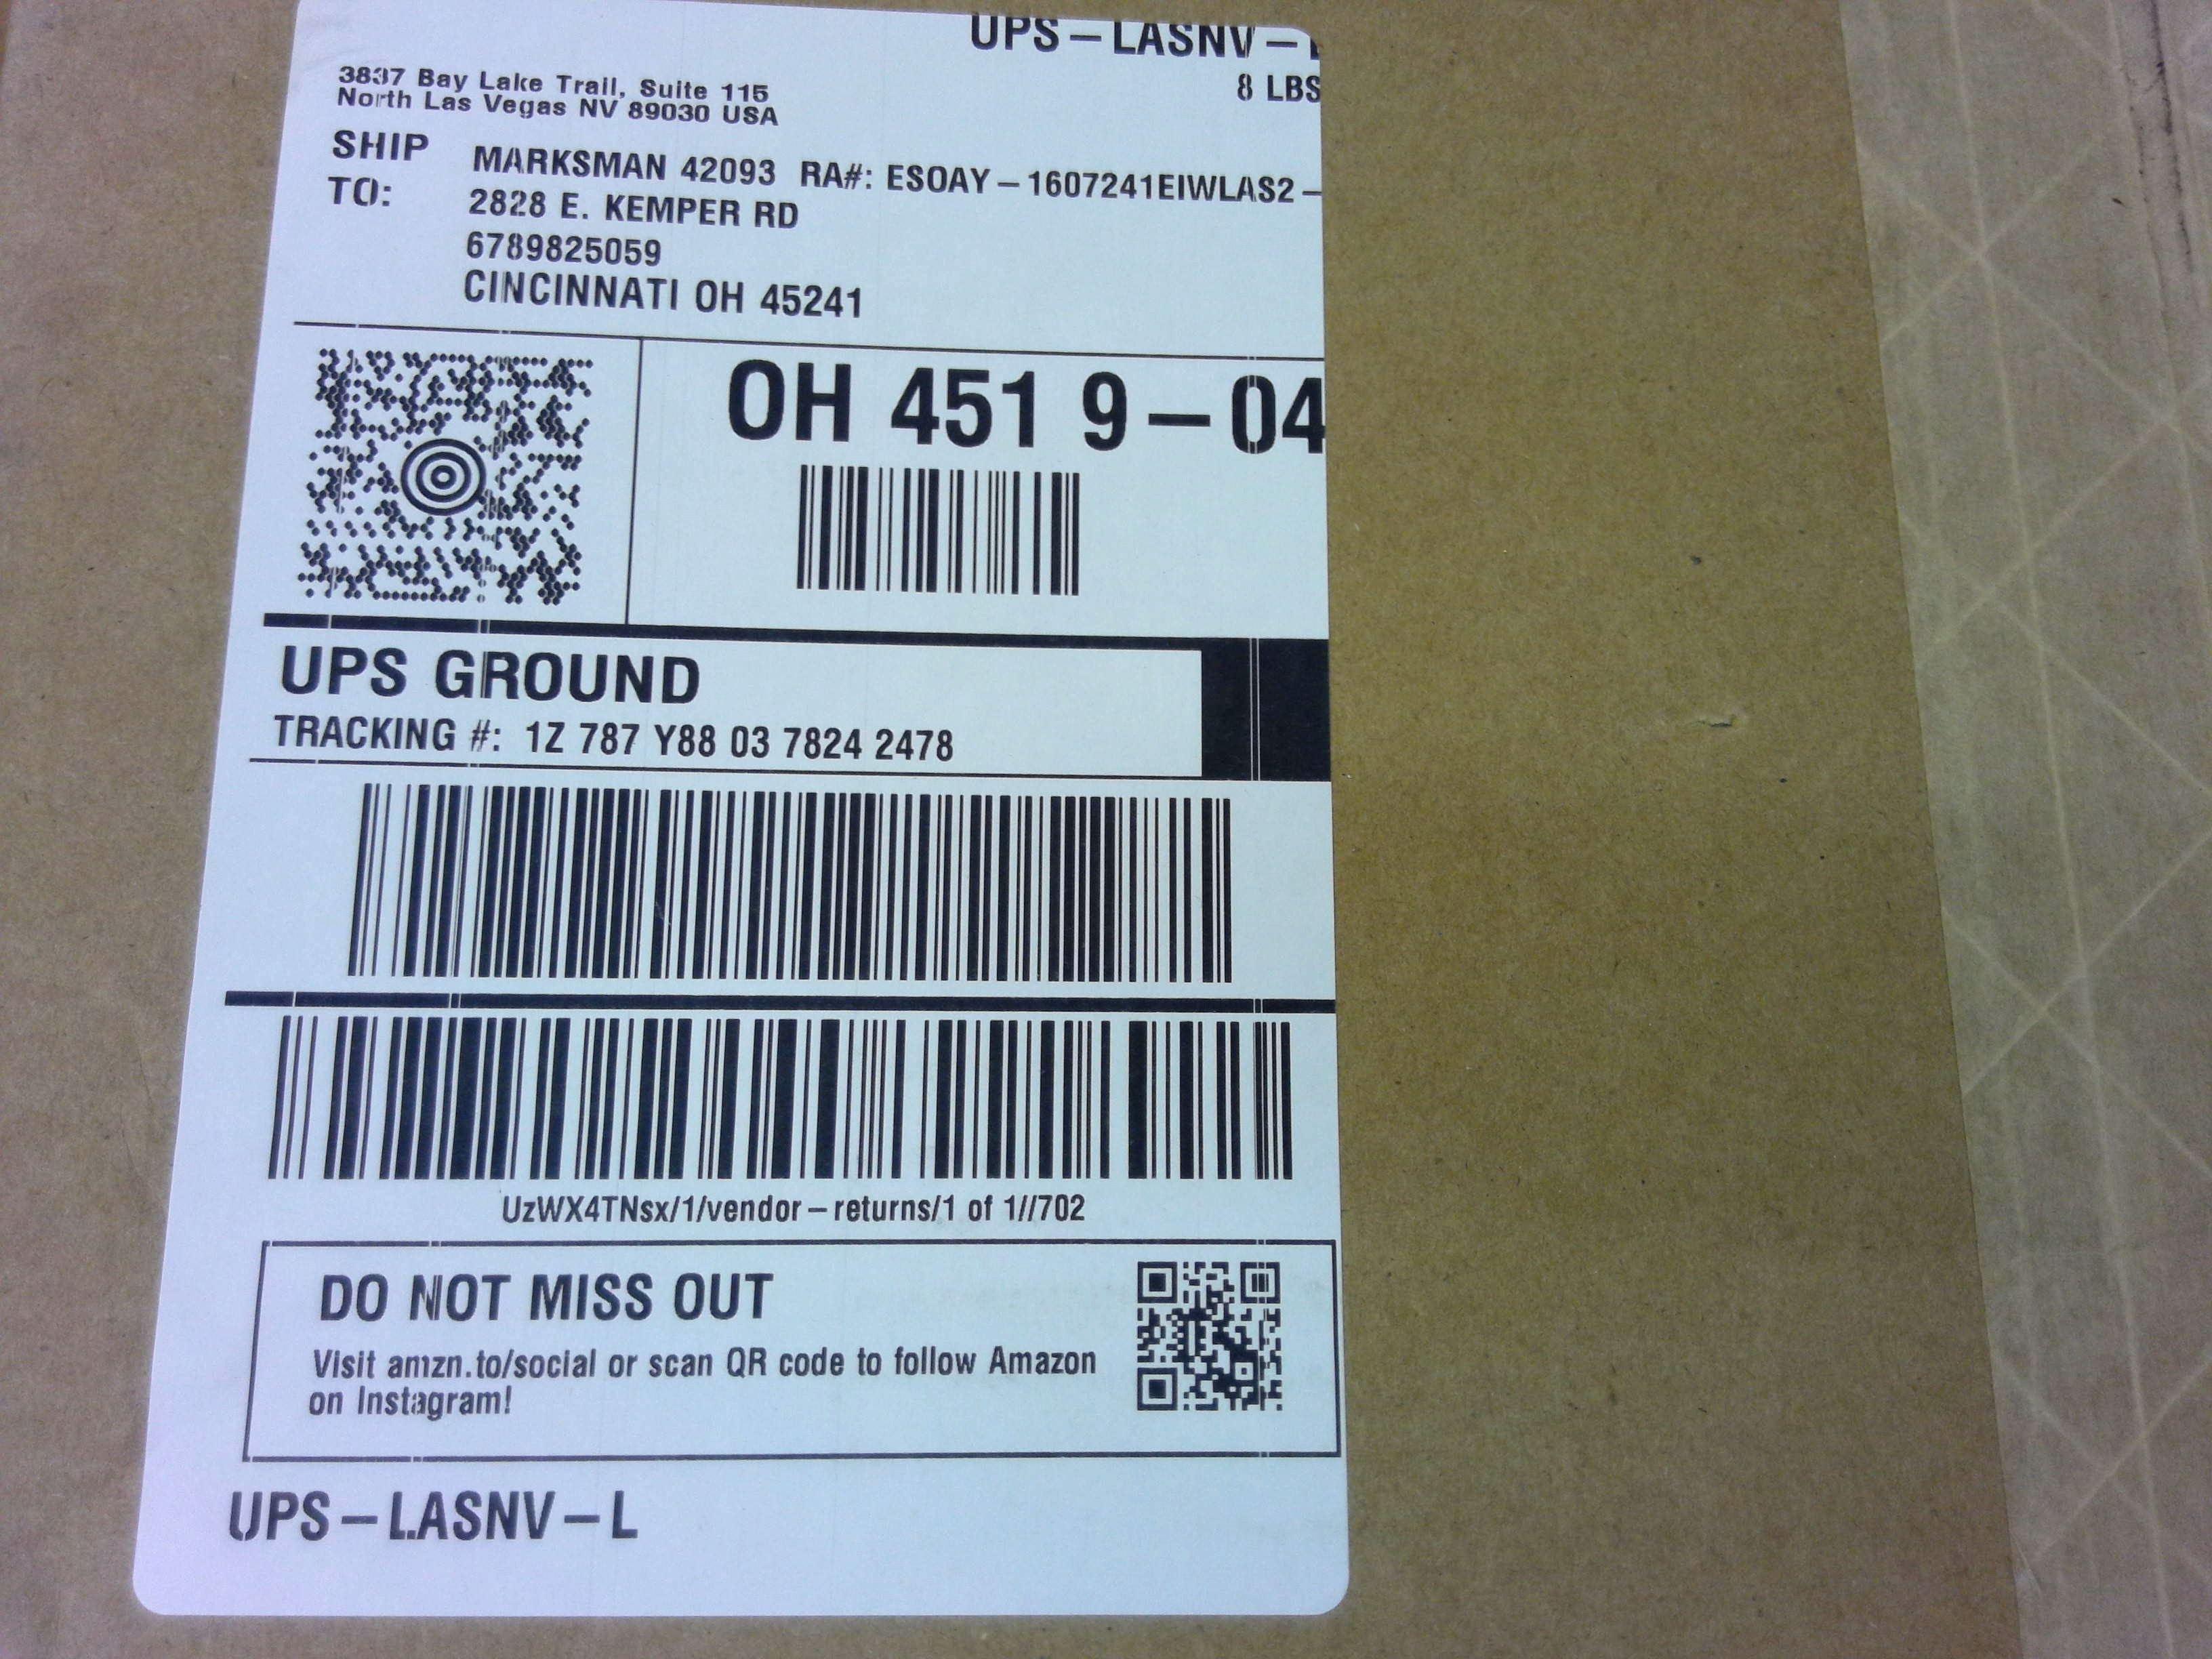 UPS-LASNV-
8 LBS
3837 Bay Lake Trail, Suite 115
North Las Vegas NV 89030 USA
SHIP TO:
MARKSMAN 42093 RA#: ESOAY-1607241EIWLAS2-
2828 E. KEMPER RD
6789825059
CINCINNATI OH 45241
OH 451 9-04
UPS GROUND
TRACKING #: 1Z 787 Y88 03 7824 2478
UzWX4TNsx/1/vendor-returns/1 of 1//702
DO NOT MISS OUT
Visit amzn.to/social or scan QR code to follow Amazon
on Instagram!
UPS-LASNV-L